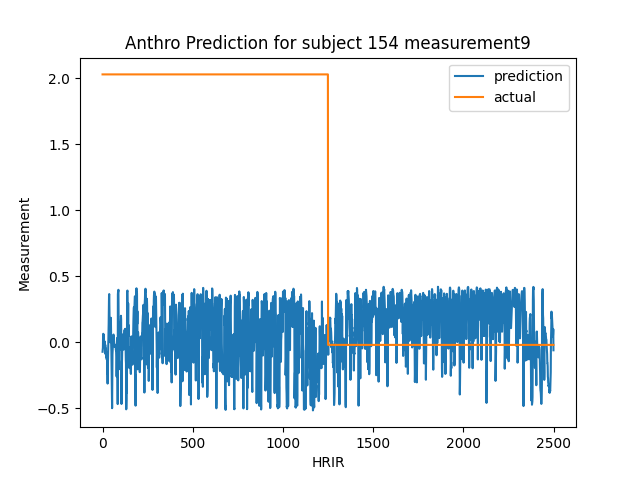 Anthro Prediction for subject 154 measurement9
prediction
actual
2.0
1.5
1.0
0.5
0.0
−0.5
Measurement
0
500
1000
1500
2000
2500
HRIR